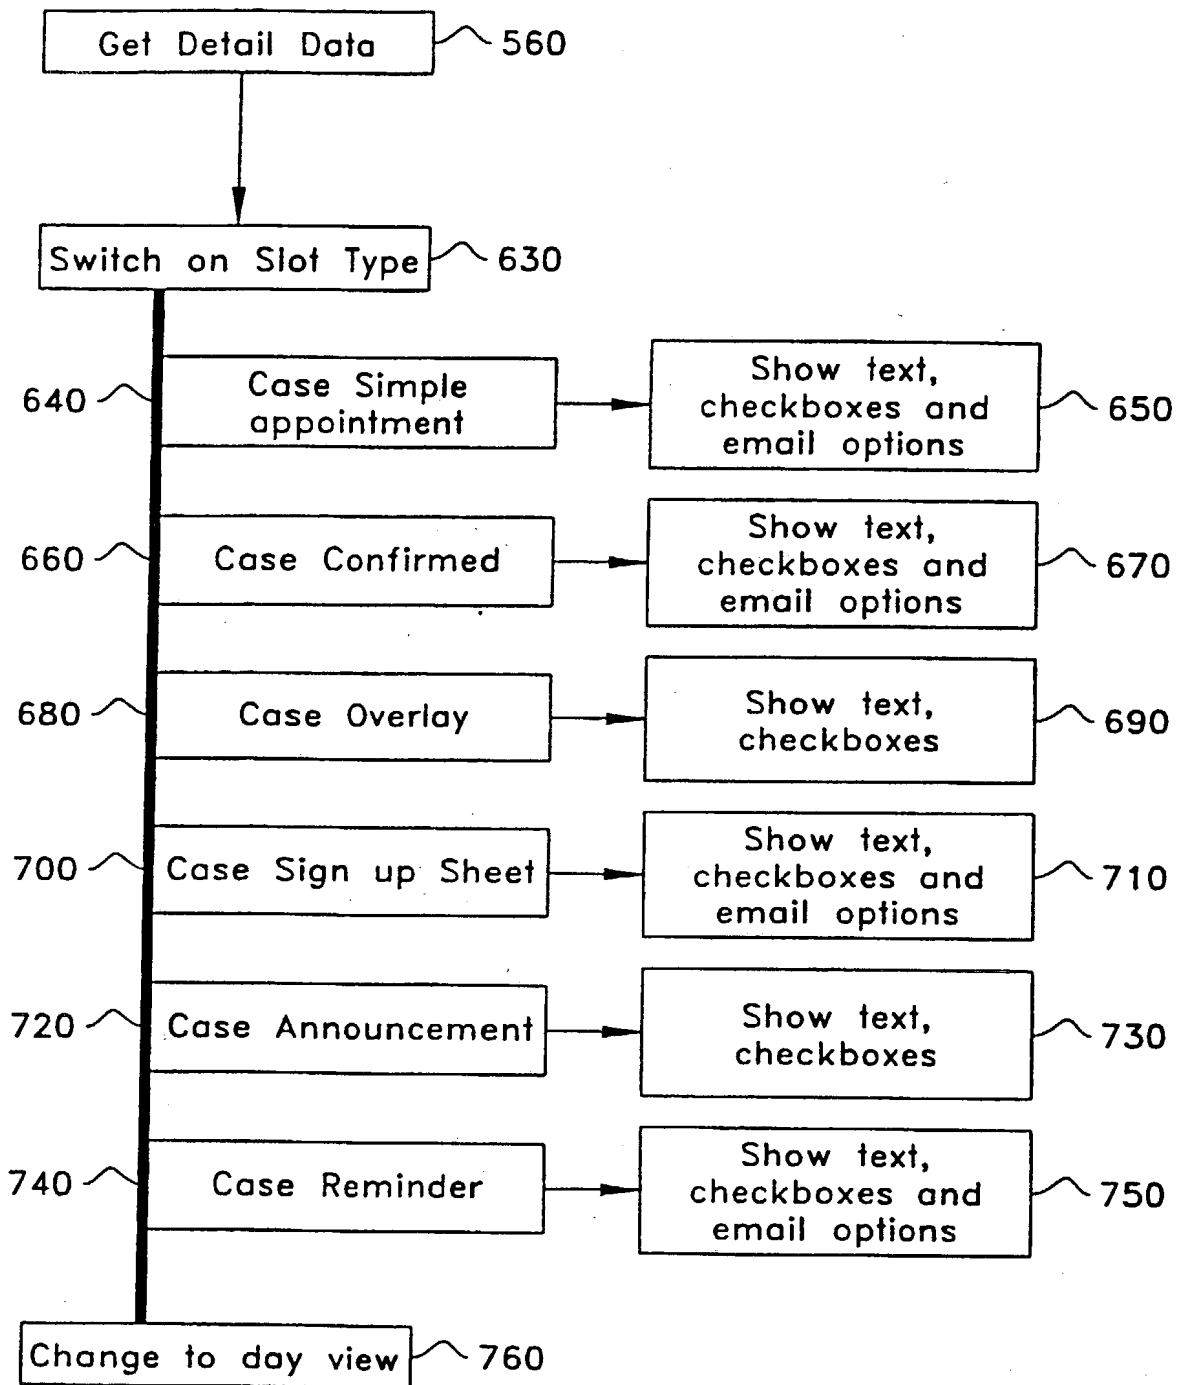 Get Detail Data
560
Switch on Slot Type
630
640
Case Simple
appointment
Show text,
checkboxes and
email options
650
660
Case Confirmed
Show text,
checkboxes and
email options
670
680
Case Overlay
Show text,
checkboxes
690
700
Case Sign up Sheet
Show text,
checkboxes and
email options
710
720
Case Announcement
Show text,
checkboxes
730
740
Case Reminder
Show text,
checkboxes and
email options
750
Change to day view
760